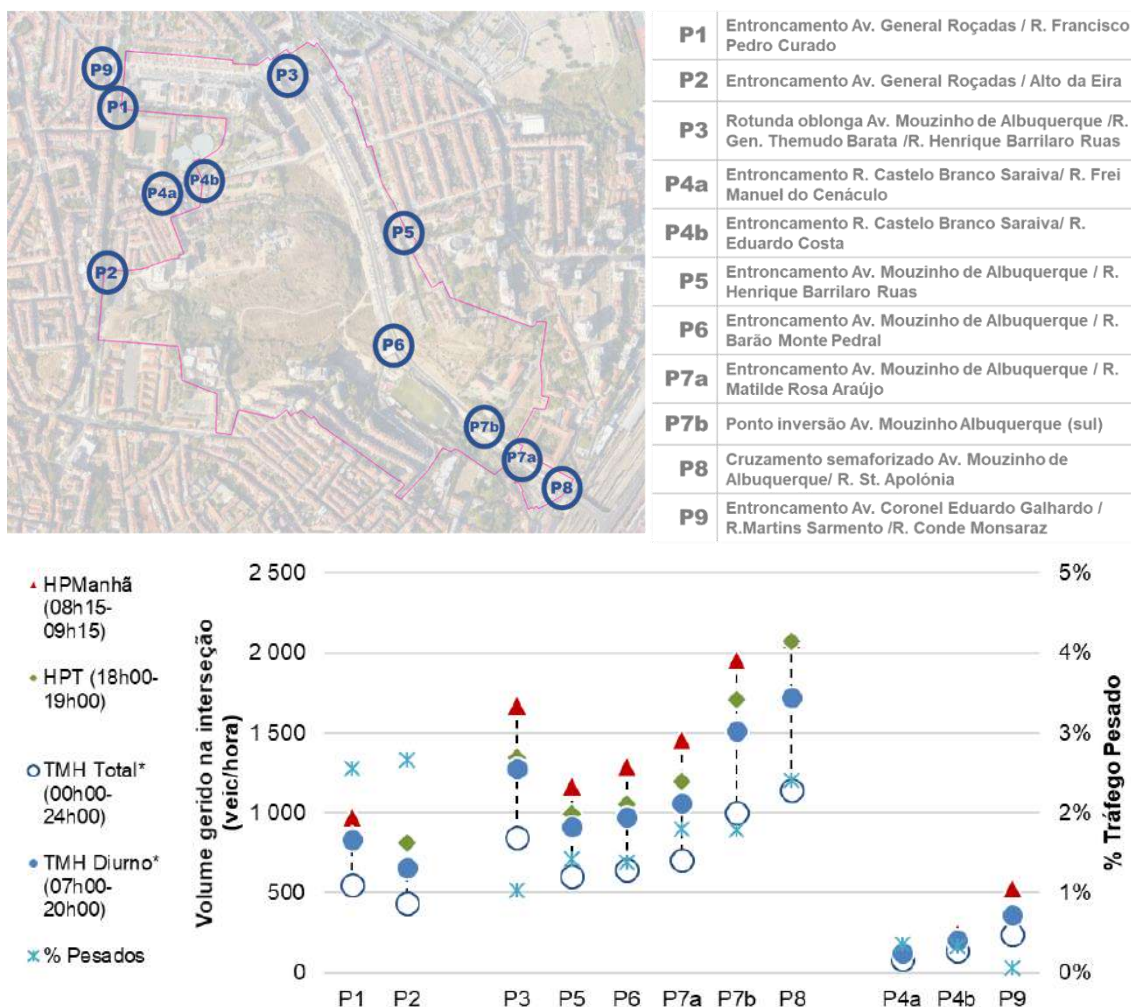 P9
P3
P1
P4b
P4a
P5
P2
P6
P7b
P7a
P8
P1
Entroncamento Av. General Roçadas / R. Francisco
Pedro Curado
P2
Entroncamento Av. General Roçadas / Alto da Eira
P3
Rotunda oblonga Av. Mouzinho de Albuquerque /R.
Gen. Themudo Barata /R. Henrique Barrilaro Ruas
P4a
Entroncamento R. Castelo Branco Saraiva/ R. Frei
Manuel do Cenáculo
P4b
Entroncamento R. Castelo Branco Saraiva/ R.
Eduardo Costa
P5
Entroncamento Av. Mouzinho de Albuquerque / R.
Henrique Barrilaro Ruas
P6
Entroncamento Av. Mouzinho de Albuquerque / R.
Barão Monte Pedral
P7a
Entroncamento Av. Mouzinho de Albuquerque / R.
Matilde Rosa Araújo
P7b
Ponto inversão Av. Mouzinho Albuquerque (sul)
P8
Cruzamento semaforizado Av. Mouzinho de
Albuquerque/ R. St. Apolónia
P9
Entroncamento Av. Coronel Eduardo Galhardo /
R.Martins Sarmento /R. Conde Monsaraz
HPManhã
(08h15-
09h15)
HPT (18h00-
19h00)
TMH Total*
(00h00-
24h00)
TMH Diurno*
(07h00-
20h00)
% Pesados
Volume gerido na interseção
(veic/hora)
2 500
2 000
1 500
1 000
500
0
5%
4%
3%
2%
1%
0%
% Tráfego Pesado
P1 P2 P3 P5 P6 P7a P7b P8 P4a P4b P9